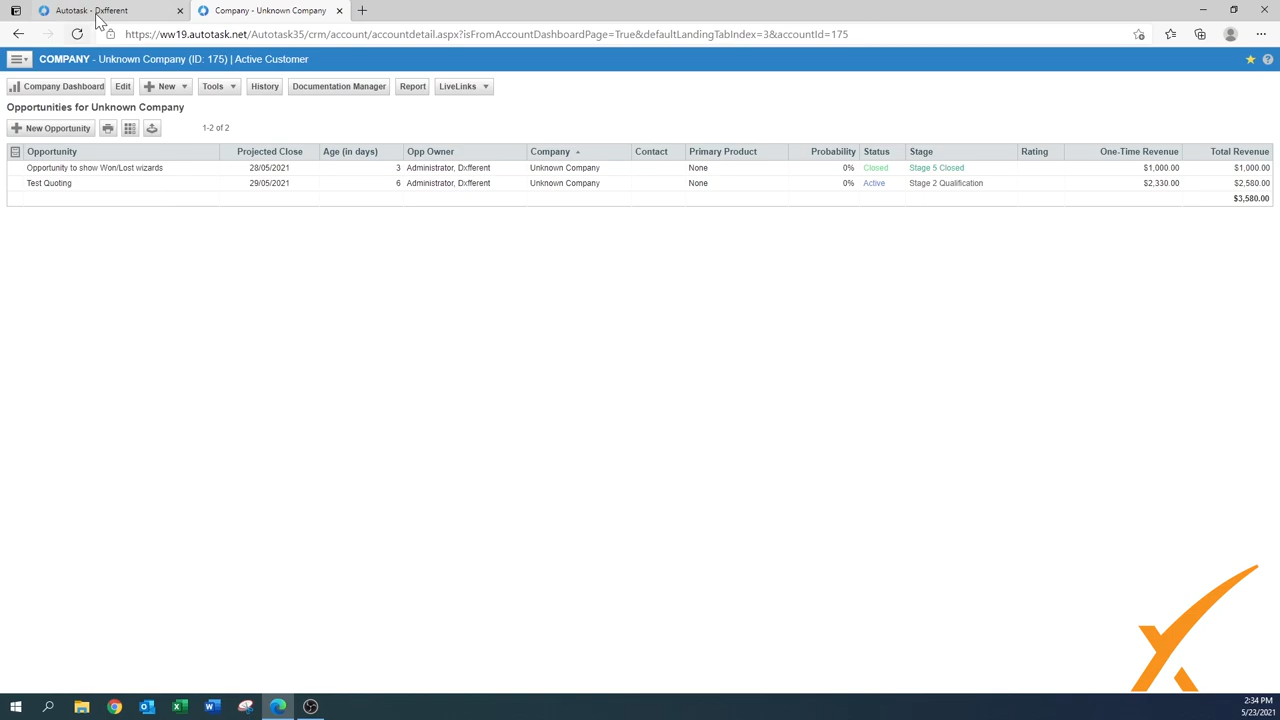 Autotask - Dxfferent
Company - Unknown Company
https://ww19.autotask.net/Autotask35/crm/account/accountdetail.aspx?isFromAccountDashboardPage=True&defaultLandingTabIndex=3&accountId=175
COMPANY - Unknown Company (ID: 175) | Active Customer
Company Dashboard Edit New Tools History Documentation Manager Report LiveLinks
Opportunities for Unknown Company
New Opportunity 1-2 of 2
Opportunity Projected Close Age (in days) Opp Owner Company Contact Primary Product Probability Status Stage Rating One-Time Revenue Total Revenue
Opportunity to show Won/Lost wizards 28/05/2021 3 Administrator, Dxfferent Unknown Company None 0% Closed Stage 5 Closed $1,000.00 $1,000.00
Test Quoting 29/05/2021 6 Administrator, Dxfferent Unknown Company None 0% Active Stage 2 Qualification $2,330.00 $2,580.00
$3,580.00
2:34 PM
5/23/2021